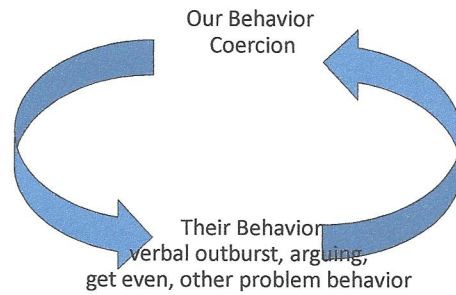 Our Behavior
Coercion
Their Behavior
verbal outburst, arguing,
get even, other problem behavior